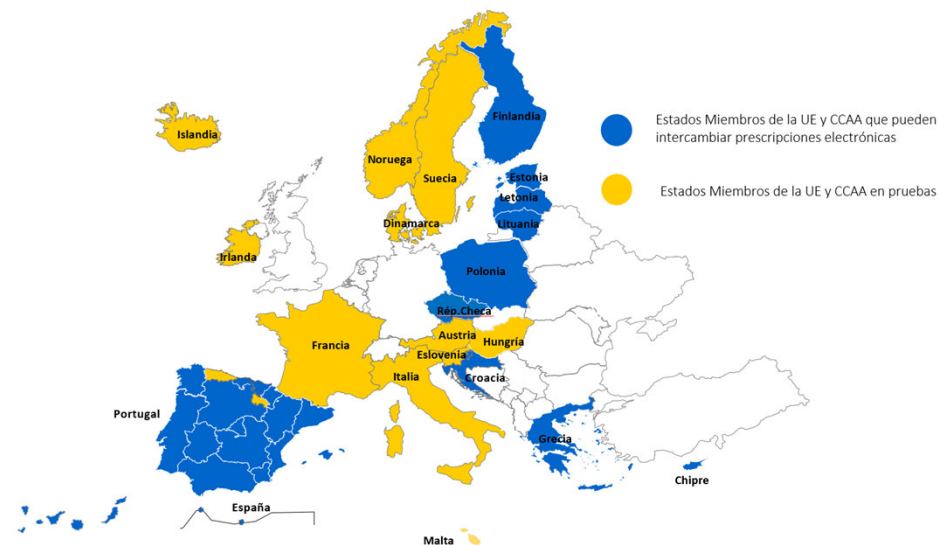 Islandia
Noruega
Suecia
Finlandia
Estonia
Letonia
Lituania
Dinamarca
Irlanda
Polonia
Rép.Checa
Francia
Austria
Hungría
Eslovenia
Italia
Croacia
Portugal
Grecia
Chipre
España
Malta
Estados Miembros de la UE y CCAA que pueden
intercambiar prescripciones electrónicas
Estados Miembros de la UE y CCAA en pruebas